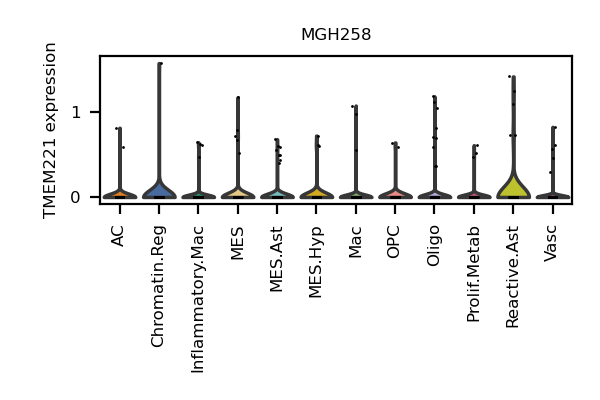 MGH258
TMEM221 expression
1
0
AC
Chromatin.Reg
Inflammatory.Mac
MES
MES.Ast
MES.Hyp
Mac
OPC
Oligo
Prolif.Metab
Reactive.Ast
Vasc